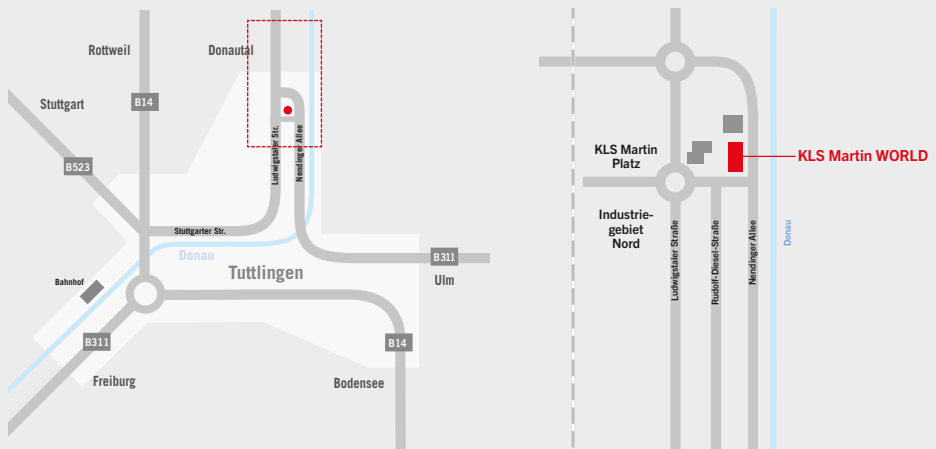 Rottweil
Donautal
Stuttgart
B14
B523
Ludwigstaler Str.
Nendinger Allee
Stuttgarter Str.
Donau
Tuttlingen
B311
Ulm
Bahnhof
B311
Freiburg
B14
Bodensee
KLS Martin
Platz
KLS Martin WORLD
Industrie-
gebiet
Nord
Ludwigstaler Straße
Rudolf-Diesel-Straße
Nendinger Allee
Donau